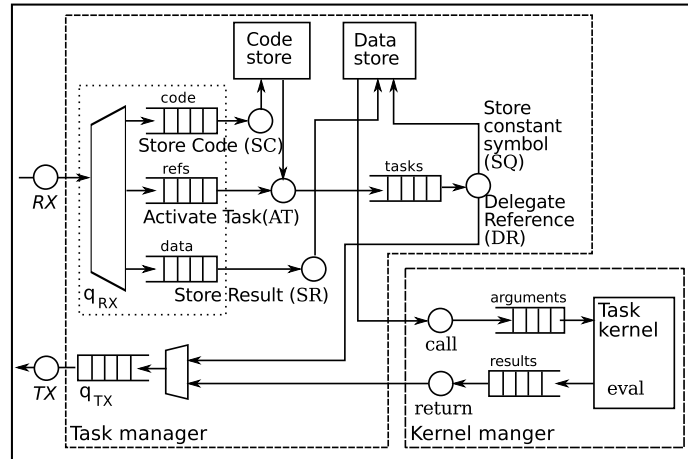 Code
store
Data
store
code
Store Code (SC)
Store
constant
symbol
(SQ)
refs
tasks
RX
Activate Task(AT)
Delegate
Reference
(DR)
data
Store Result (SR)
q RX
arguments
Task
kernel
call
results
TX
q TX
eval
return
Task manager
Kernel manger